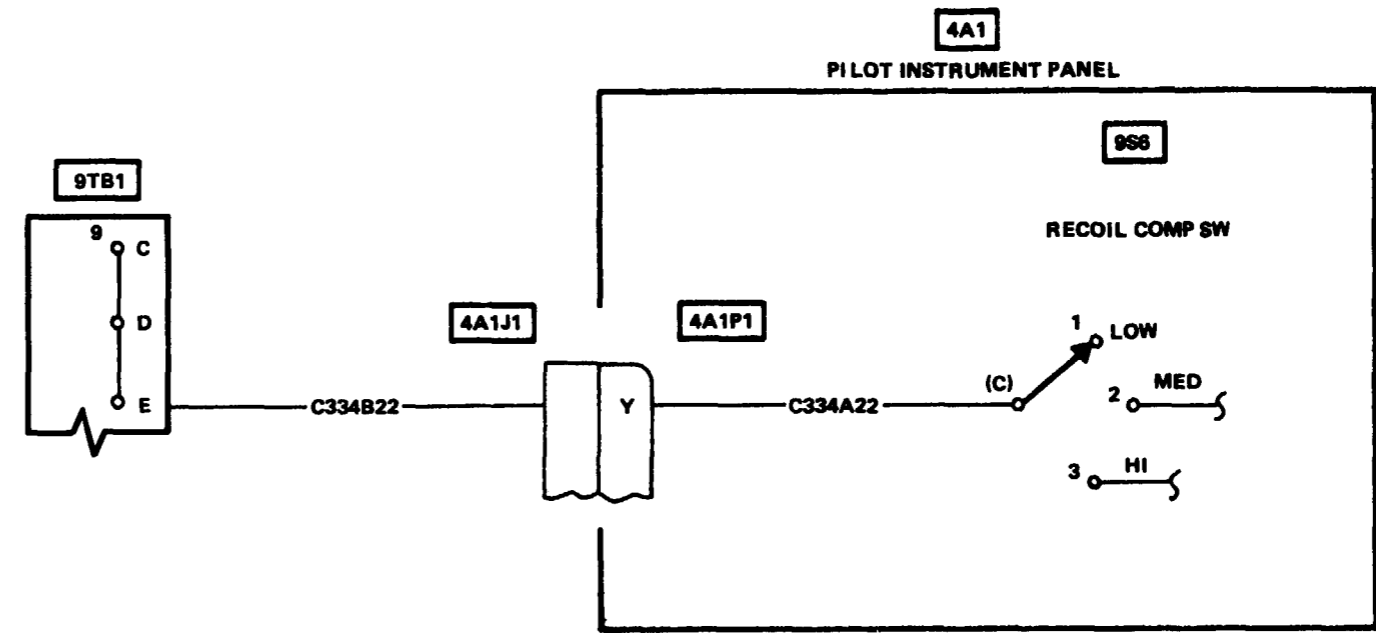 4A1
PILOT INSTRUMENT PANEL
9S6
9TB1
RECOIL COMP SW
9
C
D
E
4A1J1
4A1P1
C334B22
Y
C334A22
(C)
1 LOW
2 MED
3 HI